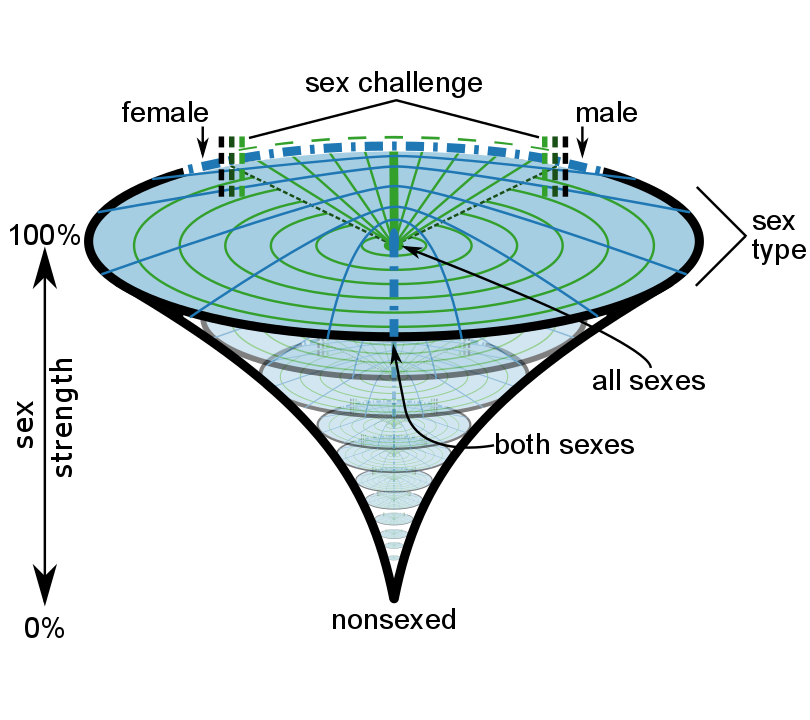 sex challenge
female
male
sex
type
100%
all sexes
sex
strength
both sexes
nonsexed
0%